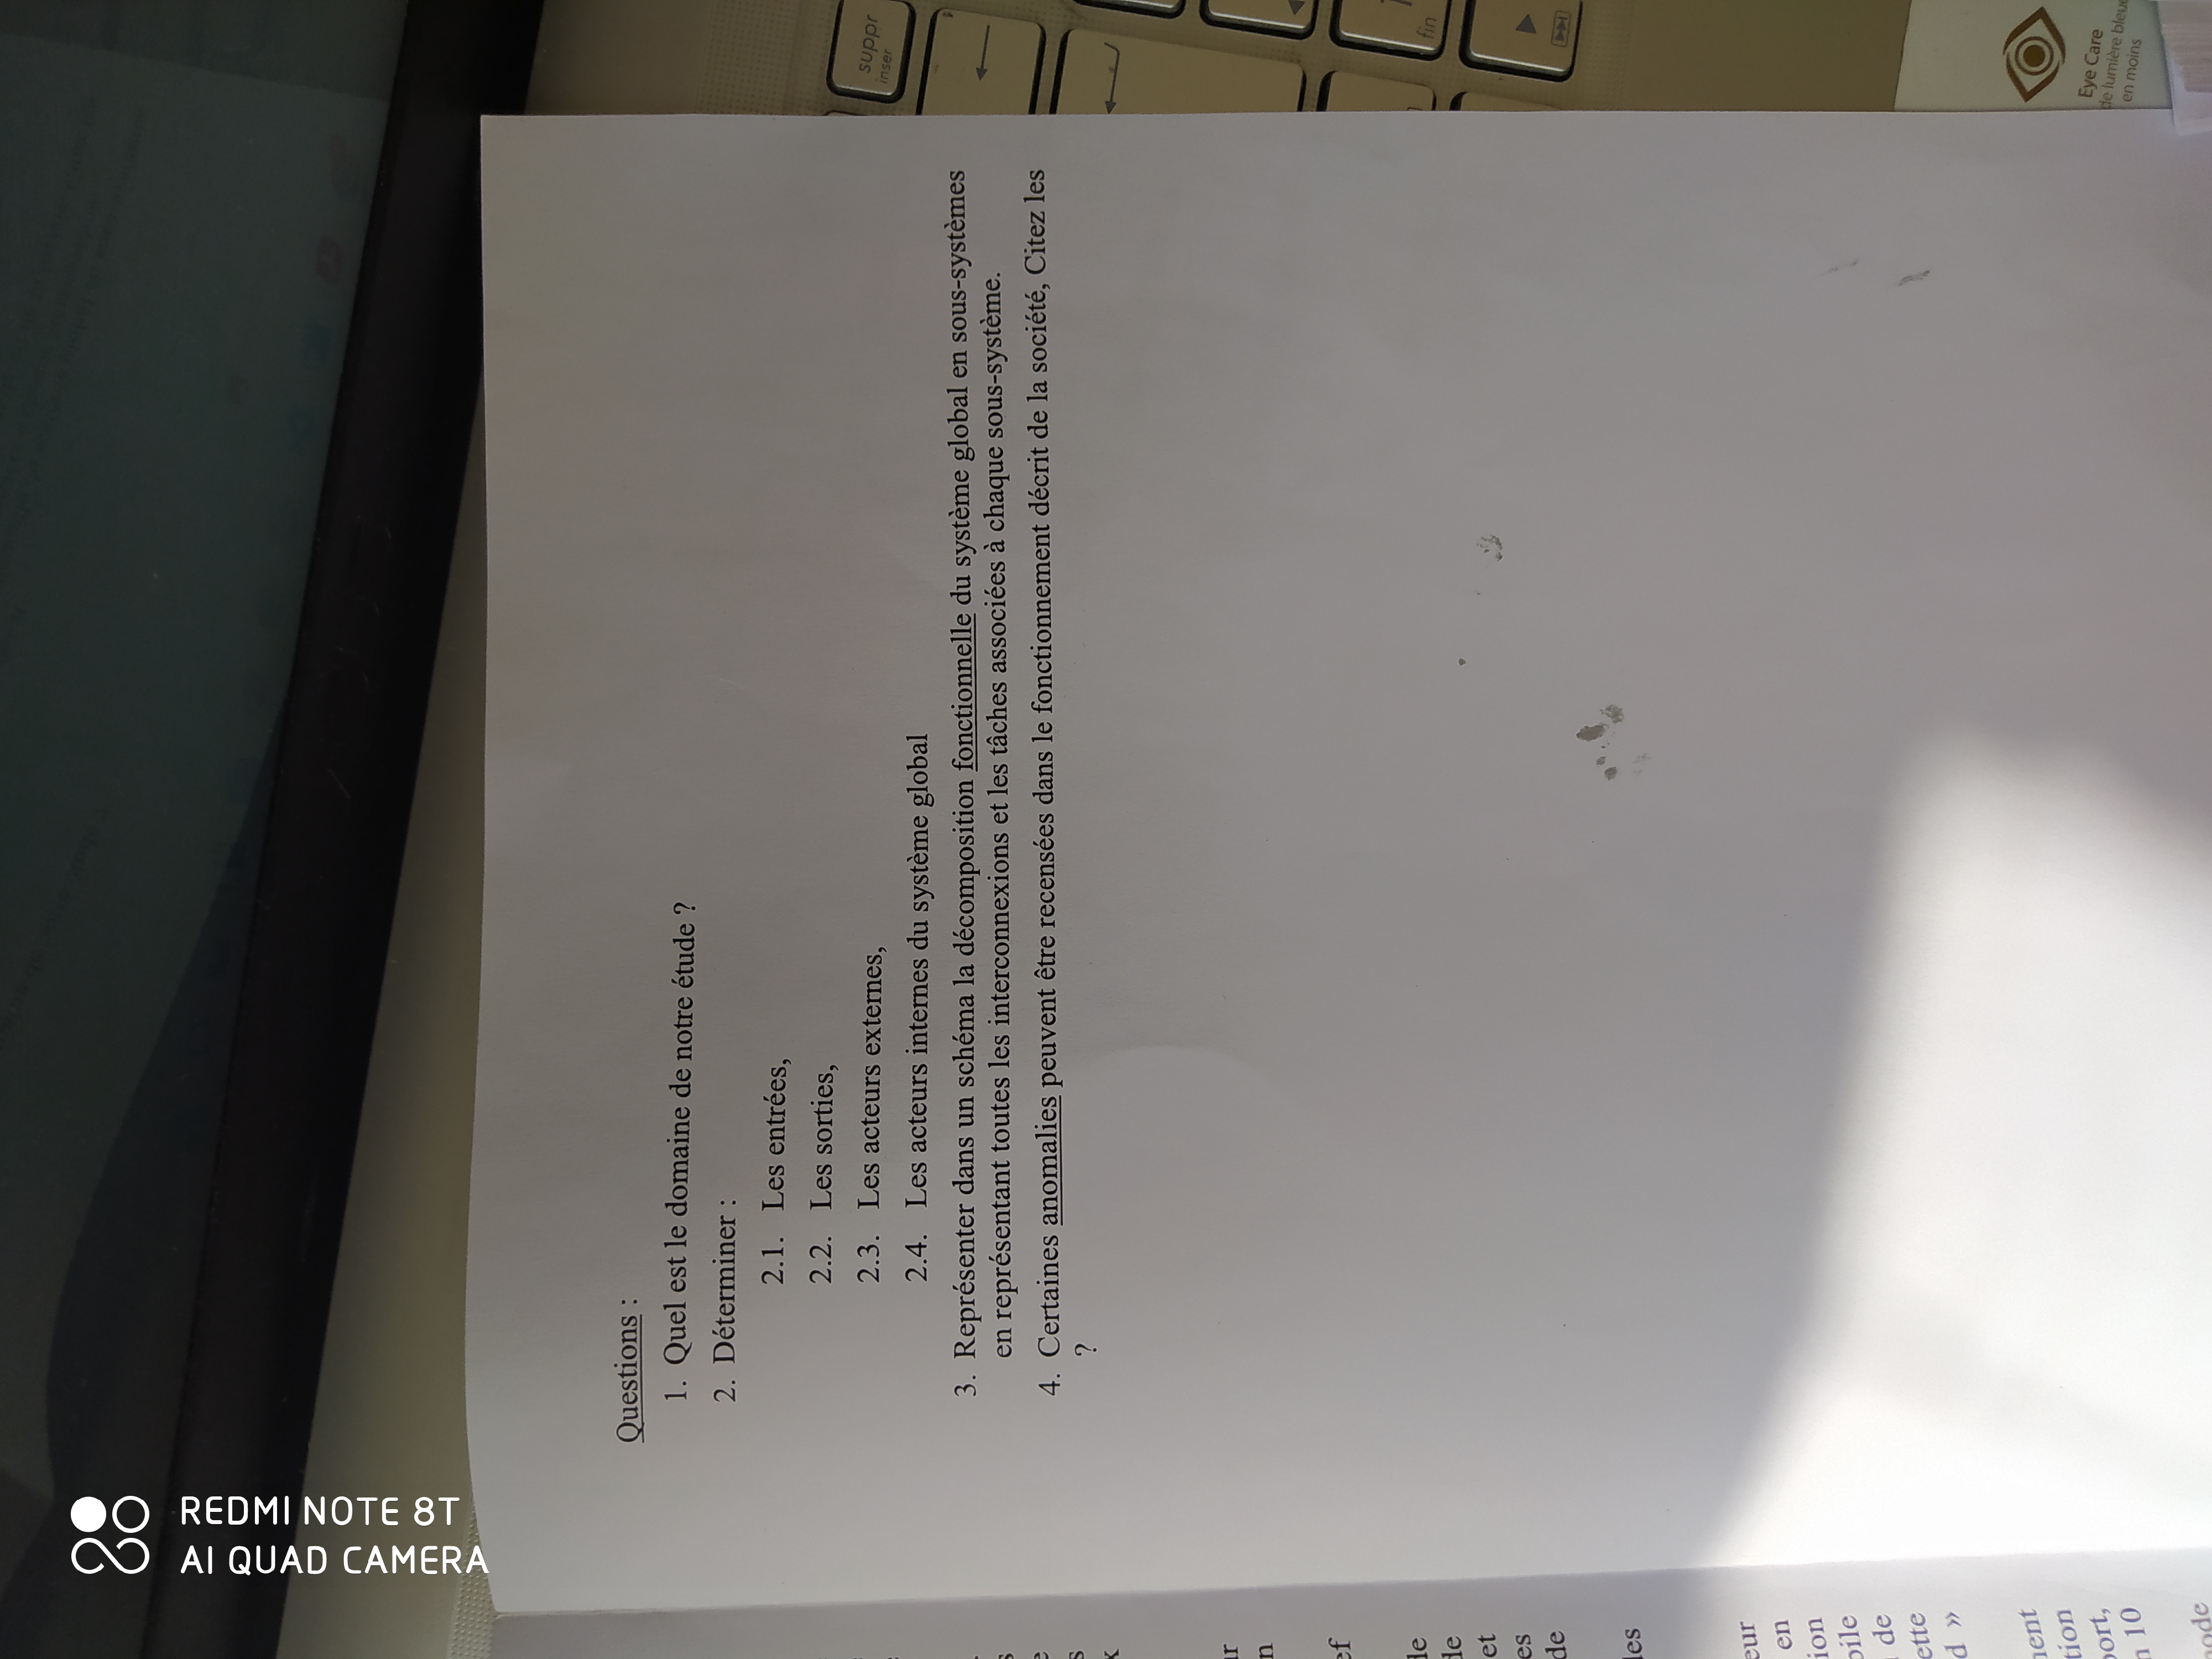 REDMI NOTE 8T
AI QUAD CAMERA
Questions :
1. Quel est le domaine de notre étude ?
2. Déterminer :
2.1. Les entrées,
2.2. Les sorties,
2.3. Les acteurs externes,
2.4. Les acteurs internes du système global
3. Représenter dans un schéma la décomposition fonctionnelle du système global en sous-systèmes
en représentant toutes les interconnexions et les tâches associées à chaque sous-système.
4. Certaines anomalies peuvent être recensées dans le fonctionnement décrit de la société, Citez les
?
suppr
inser
fin
Eye Care
de lumière bleue
en moins
et
en
de
d »
10